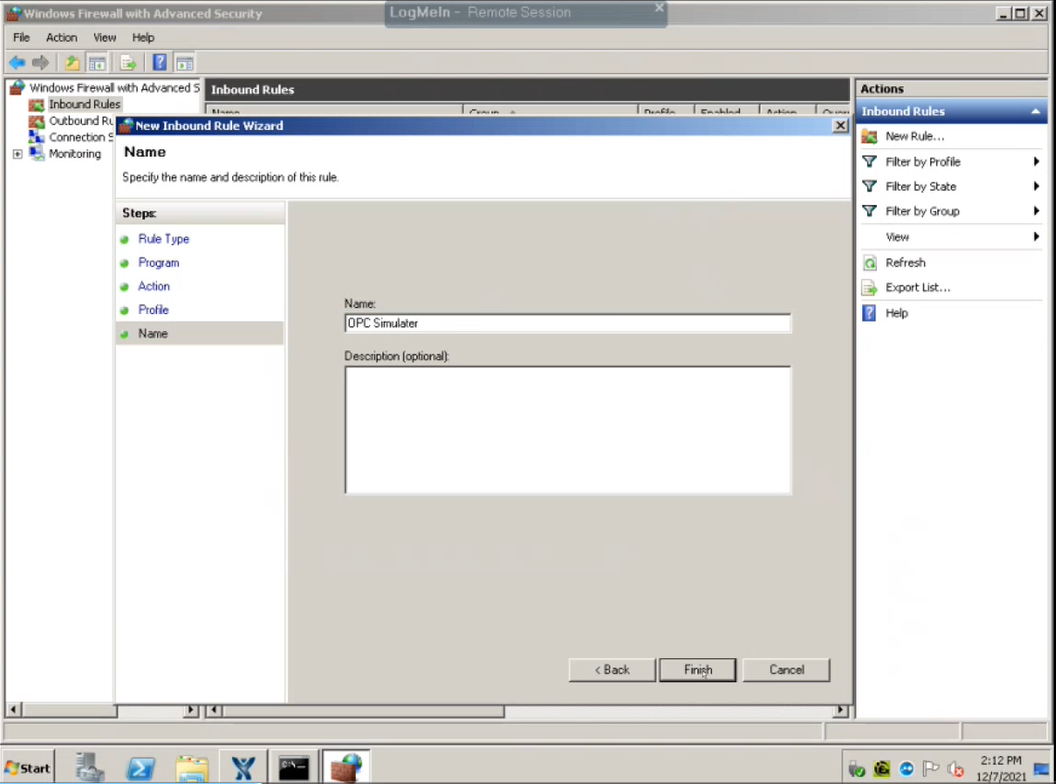 Windows Firewall with Advanced Security
LogMeIn - Remote Session
File Action View Help
Windows Firewall with Advanced S
Inbound Rules
Outbound Ru
Connection S
Monitoring
Inbound Rules
Name Group Profile Enabled Action Over
New Inbound Rule Wizard
Name
Specify the name and description of this rule.
Steps:
Rule Type
Program
Action
Profile
Name
Name:
OPC Simulater
Description (optional):
< Back Finish Cancel
Actions
Inbound Rules
New Rule...
Filter by Profile
Filter by State
Filter by Group
View
Refresh
Export List...
Help
Start
2:12 PM
12/7/2021